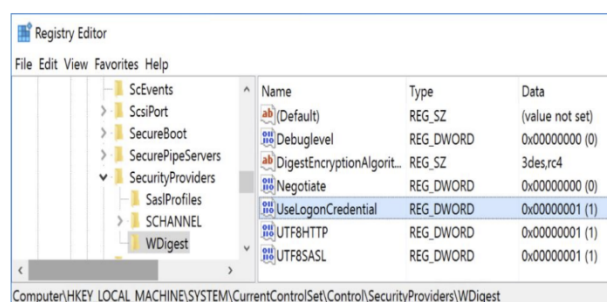 Registry Editor
File Edit View Favorites Help
ScEvents
ScsiPort
SecureBoot
SecurePipeServers
SecurityProviders
SaslProfiles
SCHANNEL
WDigest
Name Type Data
ab (Default) REG_SZ (value not set)
Debuglevel REG_DWORD 0x00000000 (0)
ab DigestEncryptionAlgorit... REG_SZ 3des,rc4
Negotiate REG_DWORD 0x00000000 (0)
UseLogonCredential REG_DWORD 0x00000001 (1)
UTF8HTTP REG_DWORD 0x00000001 (1)
UTF8SASL REG_DWORD 0x00000001 (1)
Computer\HKEY_LOCAL_MACHINE\SYSTEM\CurrentControlSet\Control\SecurityProviders\WDigest